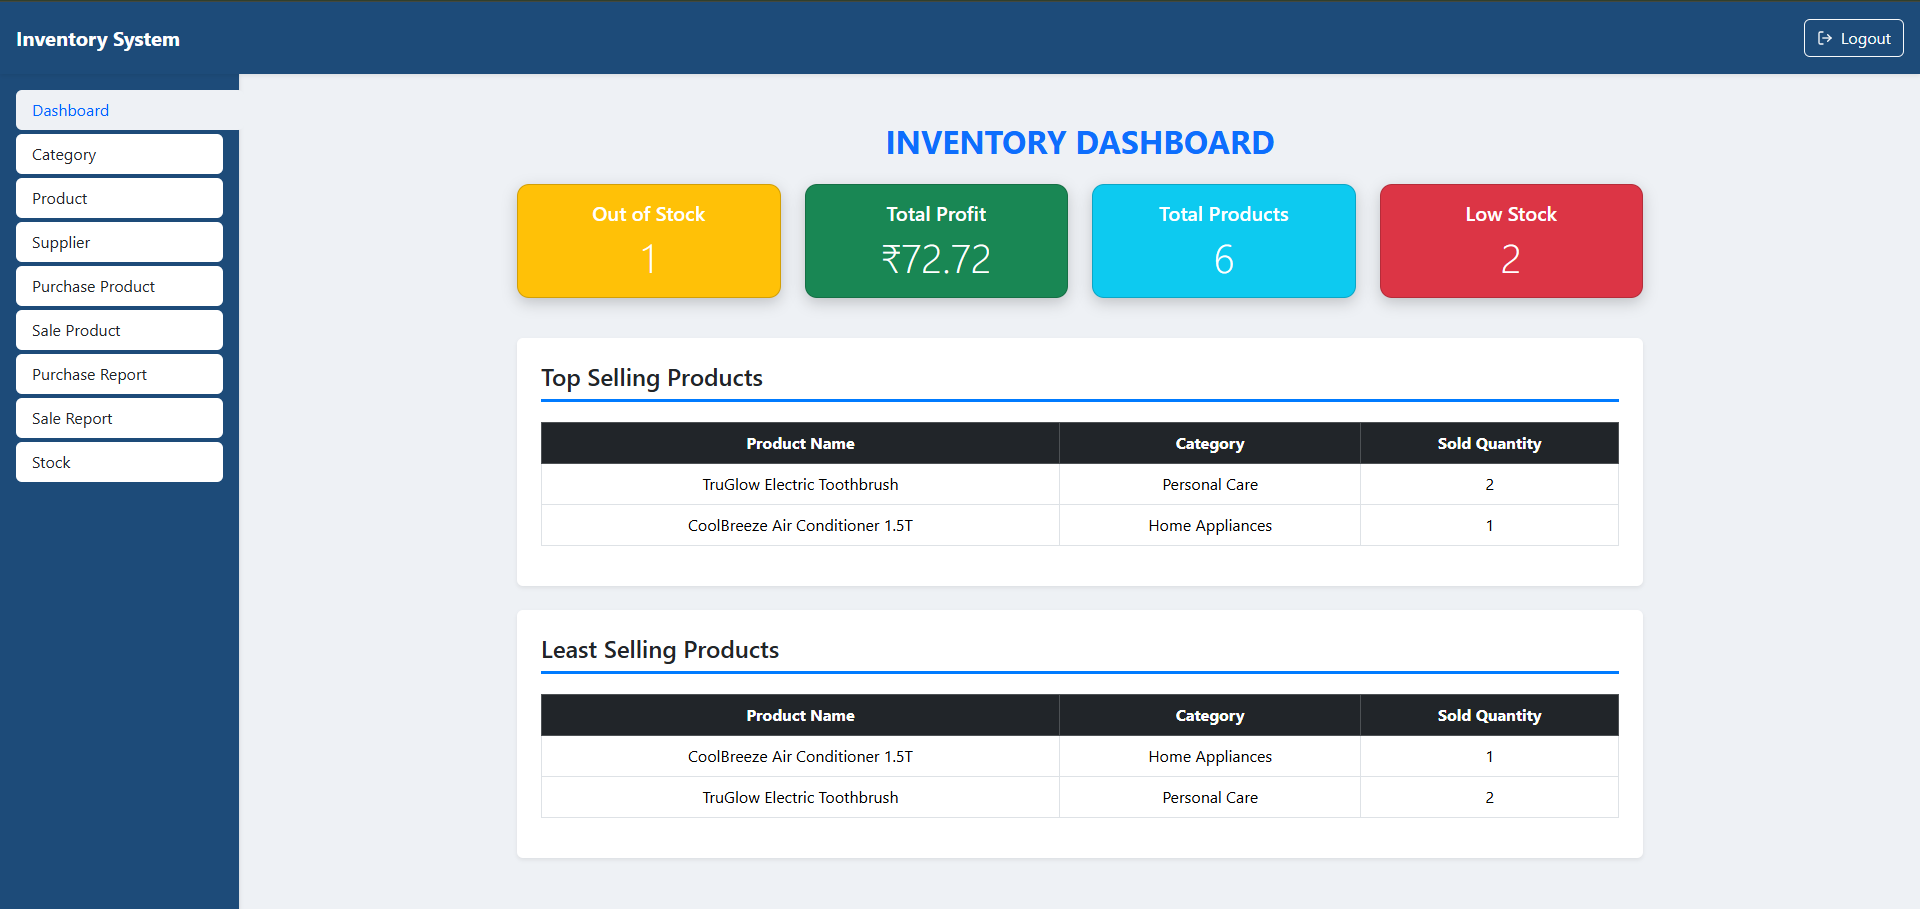 Inventory System
Logout
Dashboard
Category
Product
Supplier
Purchase Product
Sale Product
Purchase Report
Sale Report
Stock
INVENTORY DASHBOARD
Out of Stock
1
Total Profit
₹72.72
Total Products
6
Low Stock
2
Top Selling Products
Product Name Category Sold Quantity
TruGlow Electric Toothbrush Personal Care 2
CoolBreeze Air Conditioner 1.5T Home Appliances 1
Least Selling Products
Product Name Category Sold Quantity
CoolBreeze Air Conditioner 1.5T Home Appliances 1
TruGlow Electric Toothbrush Personal Care 2